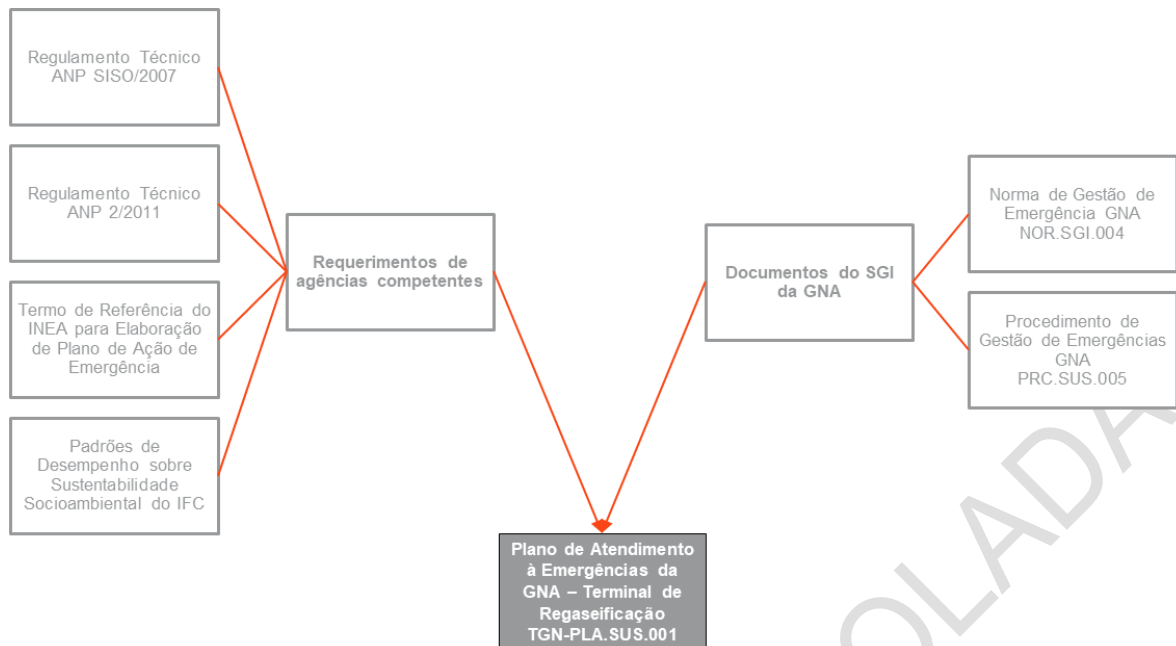 Regulamento Técnico
ANP SISO/2007
Regulamento Técnico
ANP 2/2011
Termo de Referência do
INEA para Elaboração
de Plano de Ação de
Emergência
Padrões de
Desempenho sobre
Sustentabilidade
Socioambiental do IFC
Requerimentos de
agências competentes
Documentos do SGI
da GNA
Norma de Gestão de
Emergência GNA
NOR.SGI.004
Procedimento de
Gestão de Emergências
GNA
PRC.SUS.005
Plano de Atendimento
à Emergências da
GNA – Terminal de
Regaseificação
TGN-PLA.SUS.001